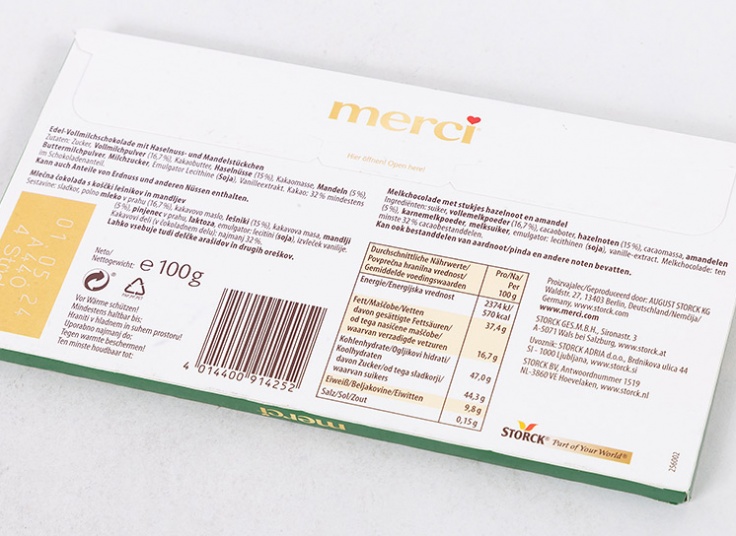 merci
Hier öffnen! Open here!
Edel-Vollmilchschokolade mit Haselnuss- und Mandelstückchen
Zutaten: Zucker, Vollmilchpulver (16,7%), Kakaobutter, Haselnüsse (15%), Kakaomasse, Mandeln (5%),
Buttermilchpulver, Milchzucker, Emulgator Lecithine (Soja), Vanilleextrakt. Kakao: 32% mindestens
im Schokoladenanteil.
Kann auch Anteile von Erdnuss und anderen Nüssen enthalten.
Mlečna čokolada s koščki lešnikov in mandljev
Sestavine: sladkor, polno mleko v prahu (16,7%), kakavovo maslo, lešniki (15%), kakavova masa, mandlji
(5%), pinjenec v prahu, laktoza, emulgator: lecitini (soja), izvleček vanilije.
Kakavovi deli (v čokoladnem delu): najmanj 32%.
Lahko vsebuje tudi delčke arašidov in drugih oreškov.
Melkchocolade met stukjes hazelnoot en amandel
Ingrediënten: suiker, vollemelkpoeder (16,7%), cacaoboter, hazelnoten (15%), cacaomassa, amandelen
(5%), karnemelkpoeder, melksuiker, emulgator: lecithinen (soja), vanille-extract. Melkchocolade: ten
minste 32% cacaobestanddelen.
Kan ook bestanddelen van aardnoot/pinda en andere noten bevatten.
01 05 24
Neto/
Nettogewicht: e 100g
PAP
Vor Wärme schützen!
Mindestens haltbar bis:
Hraniti v hladnem in suhem prostoru!
Uporabno najmanj do:
Tegen warmte beschermen!
Ten minste houdbaar tot:
4 014400 914252
Durchschnittliche Nährwerte/
Povprečna hranilna vrednost/
Gemiddelde voedingswaarden
Pro/Na/
Per
100 g
Energie/Energijska vrednost 2374 kJ/
570 kcal
Fett/Maščobe/Vetten 37,4 g
davon gesättigte Fettsäuren/
od tega nasičene maščobe/
waarvan verzadigde vetzuren 16,7 g
Kohlenhydrate/Ogljikovi hidrati/
Koolhydraten 47,0 g
davon Zucker/od tega sladkorji/
waarvan suikers 44,3 g
Eiweiß/Beljakovine/Eiwitten 9,8 g
Salz/Sol/Zout 0,15 g
Proizvajalec/Geproduceerd door: AUGUST STORCK KG
Waldstr. 27, 13403 Berlin, Deutschland/Nemčija/
Germany, www.storck.com
www.merci.com
STORCK GES.M.B.H., Sironastr. 3
A-5071 Wals bei Salzburg, www.storck.at
Uvoznik: STORCK ADRIA d.o.o., Brdnikova ulica 44
SI - 1000 Ljubljana, www.storck.si
STORCK BV, Antwoordnummer 1519
NL-3860 VE Hoevelaken, www.storck.nl
STORCK® Part of Your World®
256002
merci